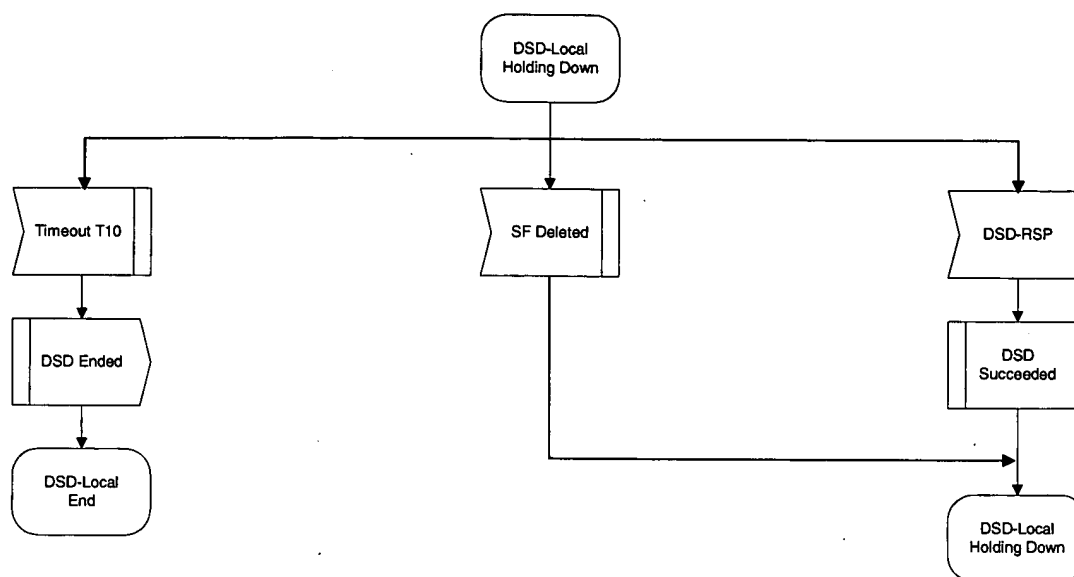 DSD-Local
Holding Down
Timeout T10
SF Deleted
DSD-RSP
DSD Ended
DSD
Succeeded
DSD-Local
End
DSD-Local
Holding Down